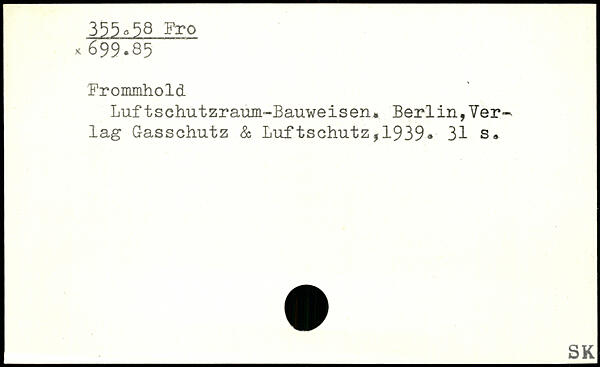 355.58 Fro
x 699.85
Frommhold
Luftschutzraum-Bauweisen. Berlin,Ver-
lag Gasschutz & Luftschutz,1939. 31 s.
SK